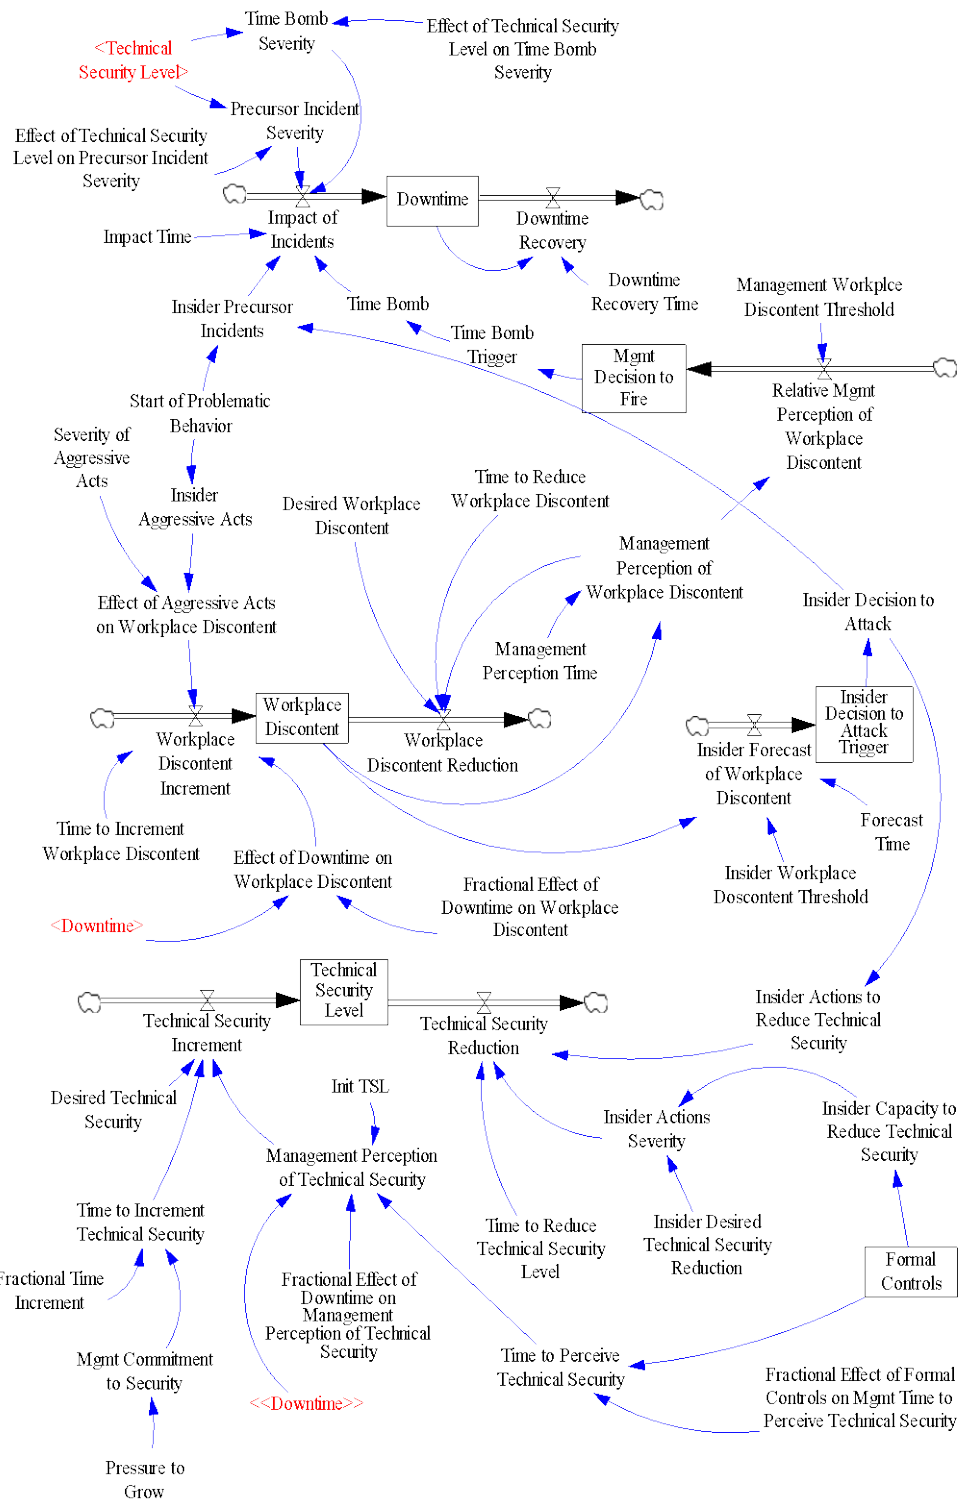 Time Bomb
Severity
Effect of Technical Security
Level on Time Bomb
Severity
<Technical
Security Level>
Precursor Incident
Severity
Effect of Technical Security
Level on Precursor Incident
Severity
Downtime
Impact of
Incidents
Downtime
Recovery
Impact Time
Downtime
Recovery Time
Management Workplce
Discontent Threshold
Insider Precursor
Incidents
Time Bomb
Time Bomb
Trigger
Mgmt
Decision to
Fire
Relative Mgmt
Perception of
Workplace
Discontent
Start of Problematic
Behavior
Severity of
Aggressive
Acts
Insider
Aggressive Acts
Desired Workplace
Discontent
Time to Reduce
Workplace Discontent
Management
Perception of
Workplace Discontent
Effect of Aggressive Acts
on Workplace Discontent
Insider Decision to
Attack
Management
Perception Time
Workplace
Discontent
Insider
Decision to
Attack
Trigger
Workplace
Discontent
Increment
Workplace
Discontent Reduction
Insider Forecast
of Workplace
Discontent
Time to Increment
Workplace Discontent
Forecast
Time
Effect of Downtime on
Workplace Discontent
Insider Workplace
Doscontent Threshold
Fractional Effect of
Downtime on Workplace
Discontent
<Downtime>
Technical
Security
Level
Technical Security
Increment
Technical Security
Reduction
Insider Actions to
Reduce Technical
Security
Desired Technical
Security
Init TSL
Insider Actions
Severity
Insider Capacity to
Reduce Technical
Security
Management Perception
of Technical Security
Time to Increment
Technical Security
Time to Reduce
Technical Security
Level
Insider Desired
Technical Security
Reduction
Formal
Controls
Fractional Time
Increment
Fractional Effect of
Downtime on
Management
Perception of Technical
Security
Mgmt Commitment
to Security
Time to Perceive
Technical Security
Fractional Effect of Formal
Controls on Mgmt Time to
Perceive Technical Security
<<Downtime>>
Pressure to
Grow